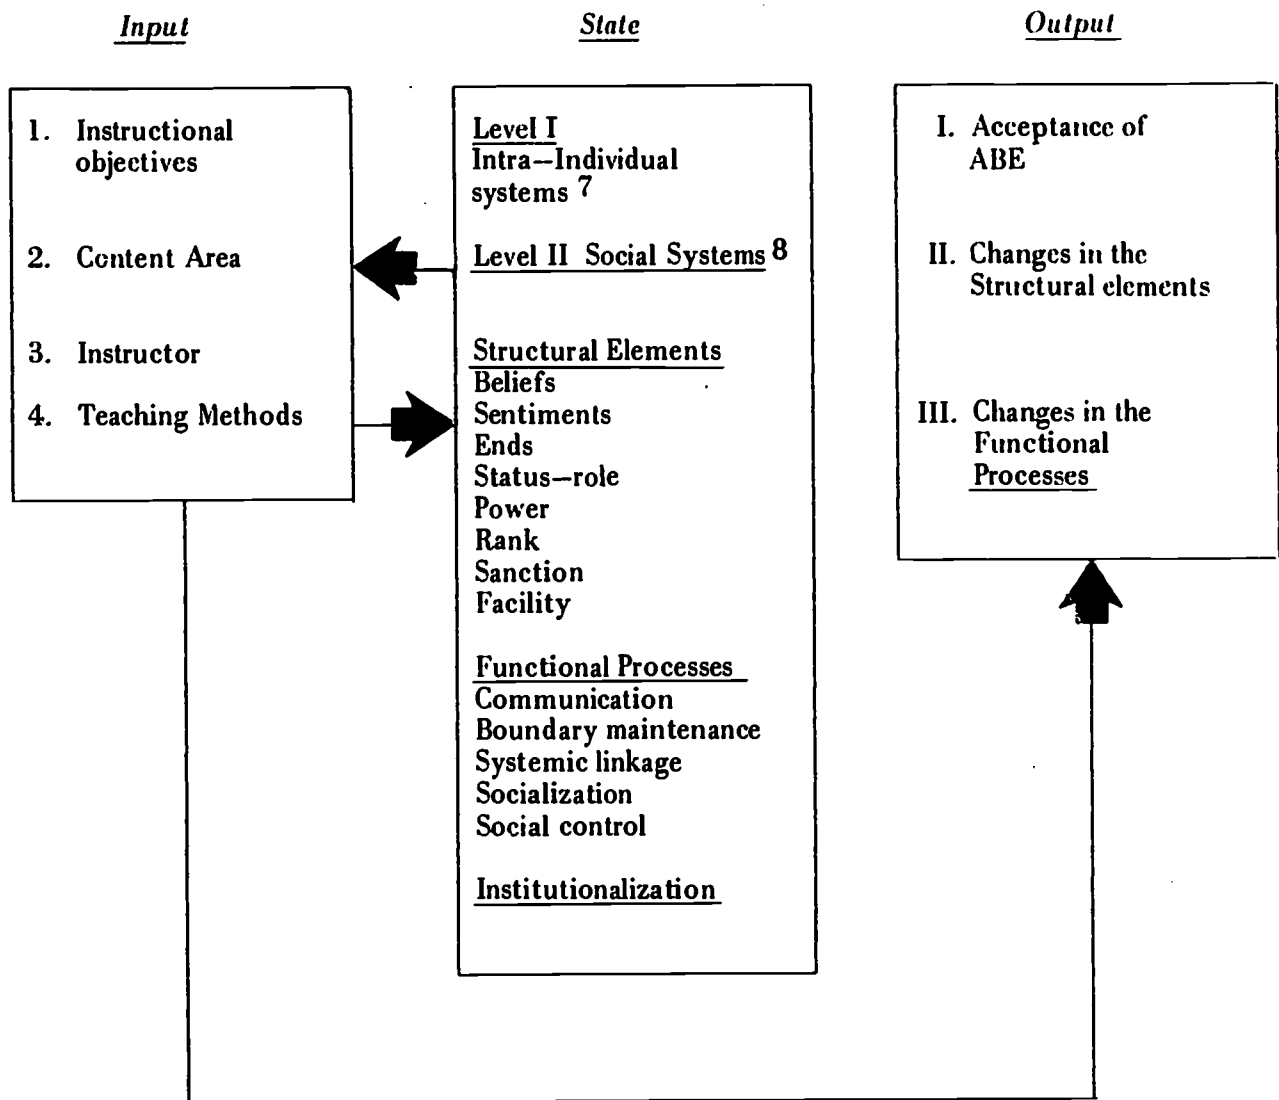 Input
State
Output
1. Instructional
objectives
2. Content Area
3. Instructor
4. Teaching Methods
Level I
Intra–Individual
systems 7
Level II Social Systems 8
Structural Elements
Beliefs
Sentiments
Ends
Status–role
Power
Rank
Sanction
Facility
Functional Processes
Communication
Boundary maintenance
Systemic linkage
Socialization
Social control
Institutionalization
I. Acceptance of
ABE
II. Changes in the
Structural elements
III. Changes in the
Functional
Processes